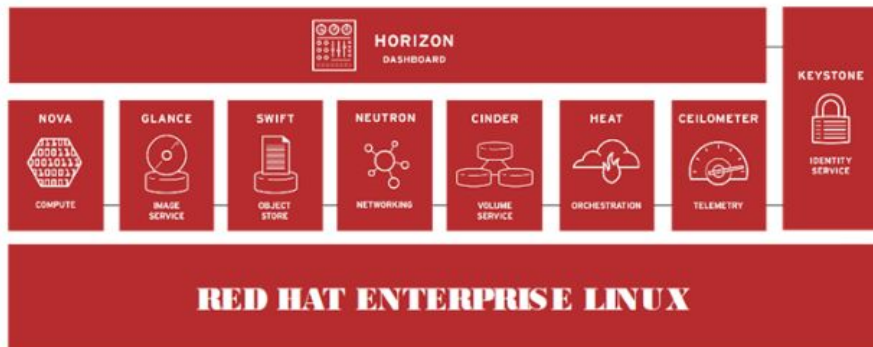 HORIZON
DASHBOARD
KEYSTONE
IDENTITY
SERVICE
NOVA
COMPUTE
GLANCE
IMAGE
SERVICE
SWIFT
OBJECT
STORE
NEUTRON
NETWORKING
CINDER
VOLUME
SERVICE
HEAT
ORCHESTRATION
CEILOMETER
TELEMETRY
RED HAT ENTERPRISE LINUX